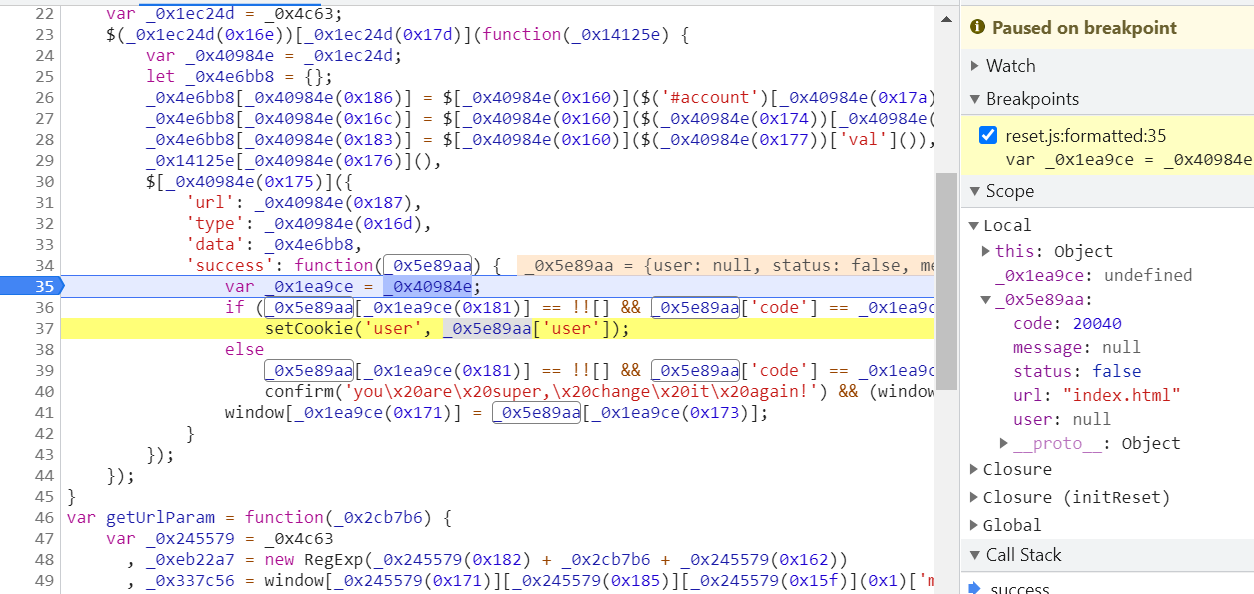 22 var _0x1ec24d = _0x4c63;
23 $(_0x1ec24d(0x16e))[_0x1ec24d(0x17d)](function(_0x14125e) {
24 var _0x40984e = _0x1ec24d;
25 let _0x4e6bb8 = {};
26 _0x4e6bb8[_0x40984e(0x186)] = $[_0x40984e(0x160)]($('#account')[_0x40984e(0x17a)
27 _0x4e6bb8[_0x40984e(0x16c)] = $[_0x40984e(0x160)]($(_0x40984e(0x174))[_0x40984e(
28 _0x4e6bb8[_0x40984e(0x183)] = $[_0x40984e(0x160)]($(_0x40984e(0x177))['val']()),
29 _0x14125e[_0x40984e(0x176)](),
30 $[_0x40984e(0x175)]({
31 'url': _0x40984e(0x187),
32 'type': _0x40984e(0x16d),
33 'data': _0x4e6bb8,
34 'success': function(_0x5e89aa) { _0x5e89aa = {user: null, status: false, me
35 var _0x1ea9ce = _0x40984e;
36 if (_0x5e89aa[_0x1ea9ce(0x181)] == !![] && _0x5e89aa['code'] == _0x1ea9c
37 setCookie('user', _0x5e89aa['user']);
38 else
39 _0x5e89aa[_0x1ea9ce(0x181)] == !![] && _0x5e89aa['code'] == _0x1ea9c
40 confirm('you\x20are\x20super,\x20change\x20it\x20again!') && (window
41 window[_0x1ea9ce(0x171)] = _0x5e89aa[_0x1ea9ce(0x173)];
42 }
43 });
44 });
45 }
46 var getUrlParam = function(_0x2cb7b6) {
47 var _0x245579 = _0x4c63
48 , _0xeb22a7 = new RegExp(_0x245579(0x182) + _0x2cb7b6 + _0x245579(0x162))
49 , _0x337c56 = window[_0x245579(0x171)][_0x245579(0x185)][_0x245579(0x15f)](0x1)['m
Paused on breakpoint
Watch
Breakpoints
reset.js:formatted:35
var _0x1ea9ce = _0x40984e
Scope
Local
this: Object
_0x1ea9ce: undefined
_0x5e89aa:
code: 20040
message: null
status: false
url: "index.html"
user: null
__proto__: Object
Closure
Closure (initReset)
Global
Call Stack
success